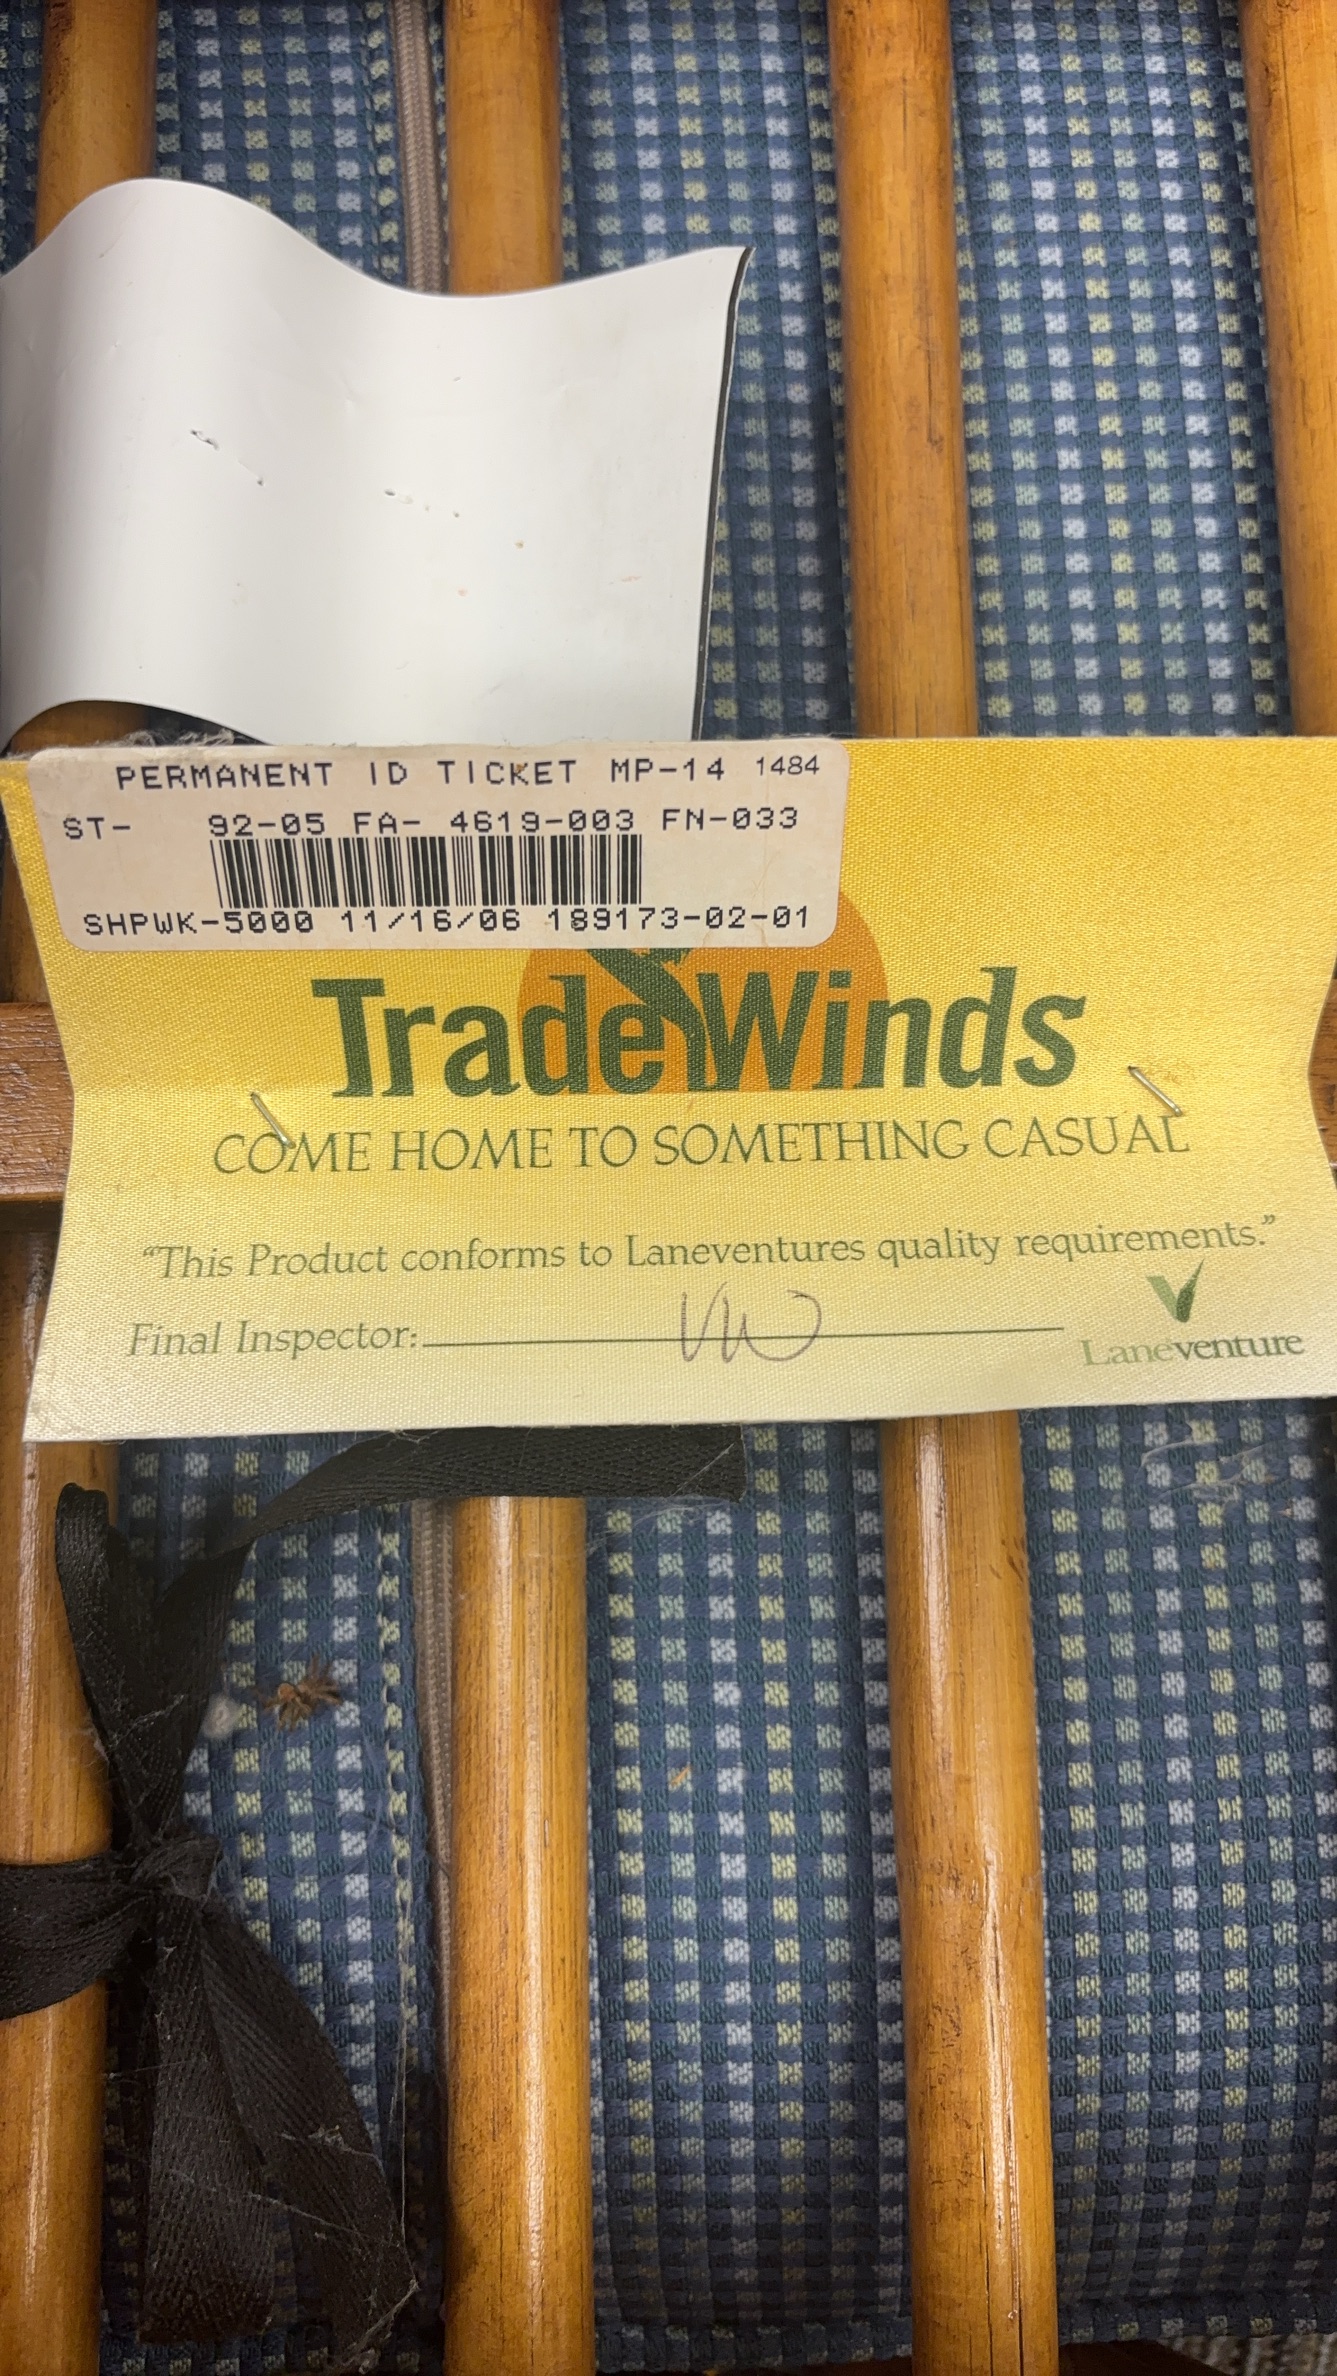 PERMANENT ID TICKET MP-14 1484
ST- 92-05 FA- 4619-003 FN-033
SHPWK-5000 11/16/06 189173-02-01
TradeWinds
COME HOME TO SOMETHING CASUAL
“This Product conforms to Laneventures quality requirements.”
Final Inspector: VW
Laneventure